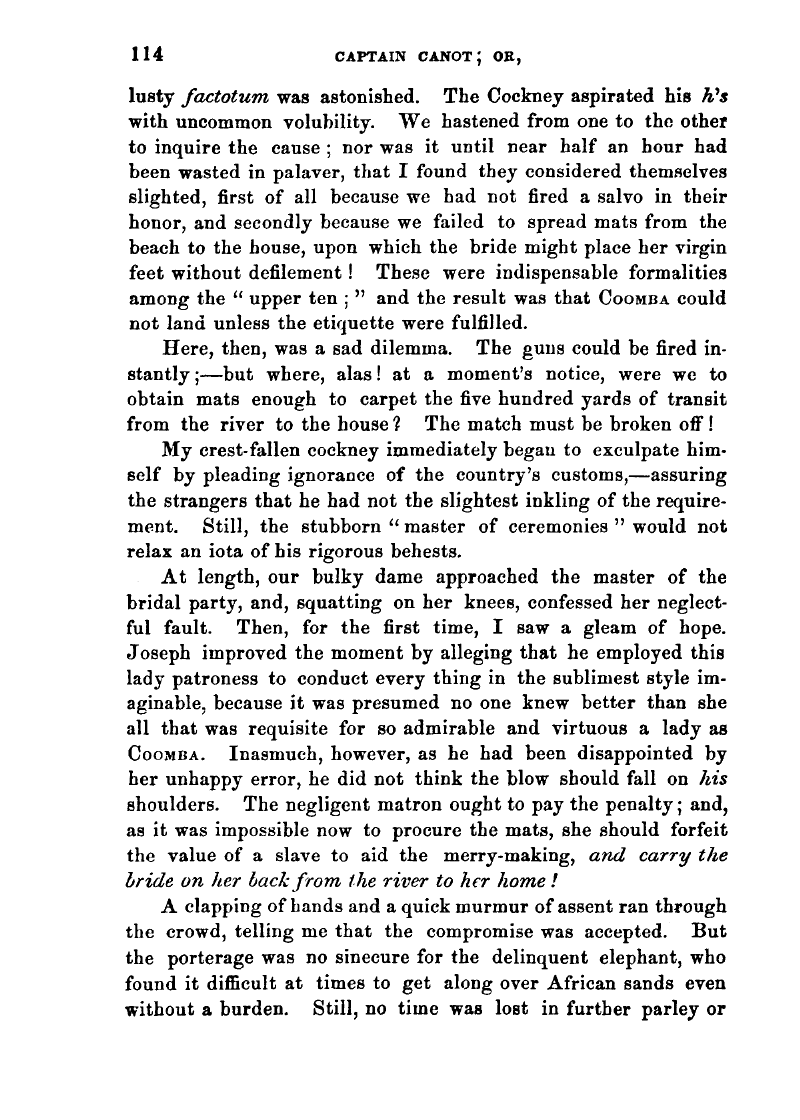 114 CAPTAIN CANOT; OR,
lusty factotum was astonished. The Cockney aspirated his h's
with uncommon volubility. We hastened from one to the other
to inquire the cause; nor was it until near half an hour had
been wasted in palaver, that I found they considered themselves
slighted, first of all because we had not fired a salvo in their
honor, and secondly because we failed to spread mats from the
beach to the house, upon which the bride might place her virgin
feet without defilement! These were indispensable formalities
among the "upper ten;" and the result was that COOMBA could
not land unless the etiquette were fulfilled.
Here, then, was a sad dilemma. The guns could be fired in-
stantly;—but where, alas! at a moment's notice, were we to
obtain mats enough to carpet the five hundred yards of transit
from the river to the house? The match must be broken off!
My crest-fallen cockney immediately began to exculpate him-
self by pleading ignorance of the country's customs,—assuring
the strangers that he had not the slightest inkling of the require-
ment. Still, the stubborn "master of ceremonies" would not
relax an iota of his rigorous behests.
At length, our bulky dame approached the master of the
bridal party, and, squatting on her knees, confessed her neglect-
ful fault. Then, for the first time, I saw a gleam of hope.
Joseph improved the moment by alleging that he employed this
lady patroness to conduct every thing in the sublimest style im-
aginable, because it was presumed no one knew better than she
all that was requisite for so admirable and virtuous a lady as
COOMBA. Inasmuch, however, as he had been disappointed by
her unhappy error, he did not think the blow should fall on his
shoulders. The negligent matron ought to pay the penalty; and,
as it was impossible now to procure the mats, she should forfeit
the value of a slave to aid the merry-making, and carry the
bride on her back from the river to her home!
A clapping of hands and a quick murmur of assent ran through
the crowd, telling me that the compromise was accepted. But
the porterage was no sinecure for the delinquent elephant, who
found it difficult at times to get along over African sands even
without a burden. Still, no time was lost in further parley or